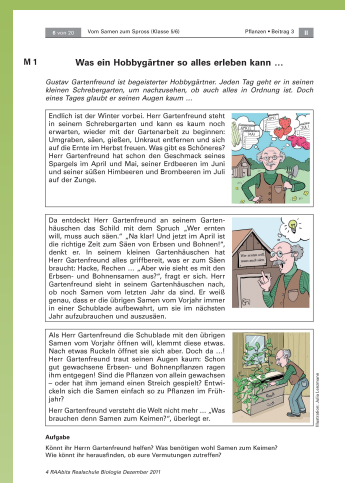 8 von 20
Vom Samen zum Spross (Klasse 5/6)
Pflanzen • Beitrag 3
8
M 1
Was ein Hobbygärtner so alles erleben kann …
Gustav Gartenfreund ist begeisterter Hobbygärtner. Jeden Tag geht er in seinen
kleinen Schrebergarten, um nachzusehen, ob auch alles in Ordnung ist. Doch
eines Tages glaubt er seinen Augen kaum …
Endlich ist der Winter vorbei. Herr Gartenfreund steht
in seinem Schrebergarten und kann es kaum noch
erwarten, wieder mit der Gartenarbeit zu beginnen:
Umgraben, säen, gießen, Unkraut entfernen und sich
auf die Ernte im Herbst freuen. Was gibt es Schöneres?
Herr Gartenfreund hat schon den Geschmack seines
Spargels im April und Mai, seiner Erdbeeren im Juni
und seiner süßen Himbeeren und Brombeeren im Juli
auf der Zunge.
Da entdeckt Herr Gartenfreund an seinem Garten-
häuschen das Schild mit dem Spruch „Wer ernten
will, muss auch säen.“ „Na klar! Und jetzt im April ist
die richtige Zeit zum Säen von Erbsen und Bohnen!“,
denkt er. In seinem kleinen Gartenhäuschen hat
Herr Gartenfreund alles griffbereit, was er zum Säen
braucht: Hacke, Rechen … „Aber wie sieht es mit den
Erbsen- und Bohnensamen aus?“, fragt er sich. Herr
Gartenfreund sieht in seinem Gartenhäuschen nach,
ob noch Samen vom letzten Jahr da sind. Er weiß
genau, dass er die übrigen Samen vom Vorjahr immer
in einer Schublade aufbewahrt, um sie im nächsten
Jahr aufzubrauchen und auszusäen.
Als Herr Gartenfreund die Schublade mit den übrigen
Samen vom Vorjahr öffnen will, klemmt diese etwas.
Nach etwas Ruckeln öffnet sie sich aber. Doch da …!
Herr Gartenfreund traut seinen Augen kaum: Schon
gut gewachsene Erbsen- und Bohnenpflanzen ragen
ihm entgegen! Sind die Pflanzen von allein gewachsen
– oder hat ihm jemand einen Streich gespielt? Entwi-
ckeln sich die Samen einfach so zu Pflanzen im Früh-
jahr?
Herr Gartenfreund versteht die Welt nicht mehr … „Was
brauchen denn Samen zum Keimen?“, überlegt er.
Illustration: Julia Lenzmann
Aufgabe
Könnt ihr Herrn Gartenfreund helfen? Was benötigen wohl Samen zum Keimen?
Wie könnt ihr herausfinden, ob eure Vermutungen zutreffen?
4 RAAbits Realschule Biologie Dezember 2011